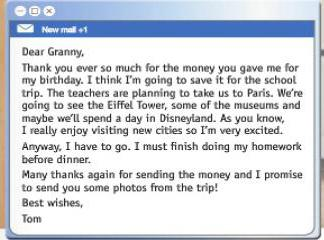 New mail +1
Dear Granny,
Thank you ever so much for the money you gave me for
my birthday. I think I'm going to save it for the school
trip. The teachers are planning to take us to Paris. We're
going to see the Eiffel Tower, some of the museums and
maybe we'll spend a day in Disneyland. As you know,
I really enjoy visiting new cities so I'm very excited.
Anyway, I have to go. I must finish doing my homework
before dinner.
Many thanks again for sending the money and I promise
to send you some photos from the trip!
Best wishes,
Tom